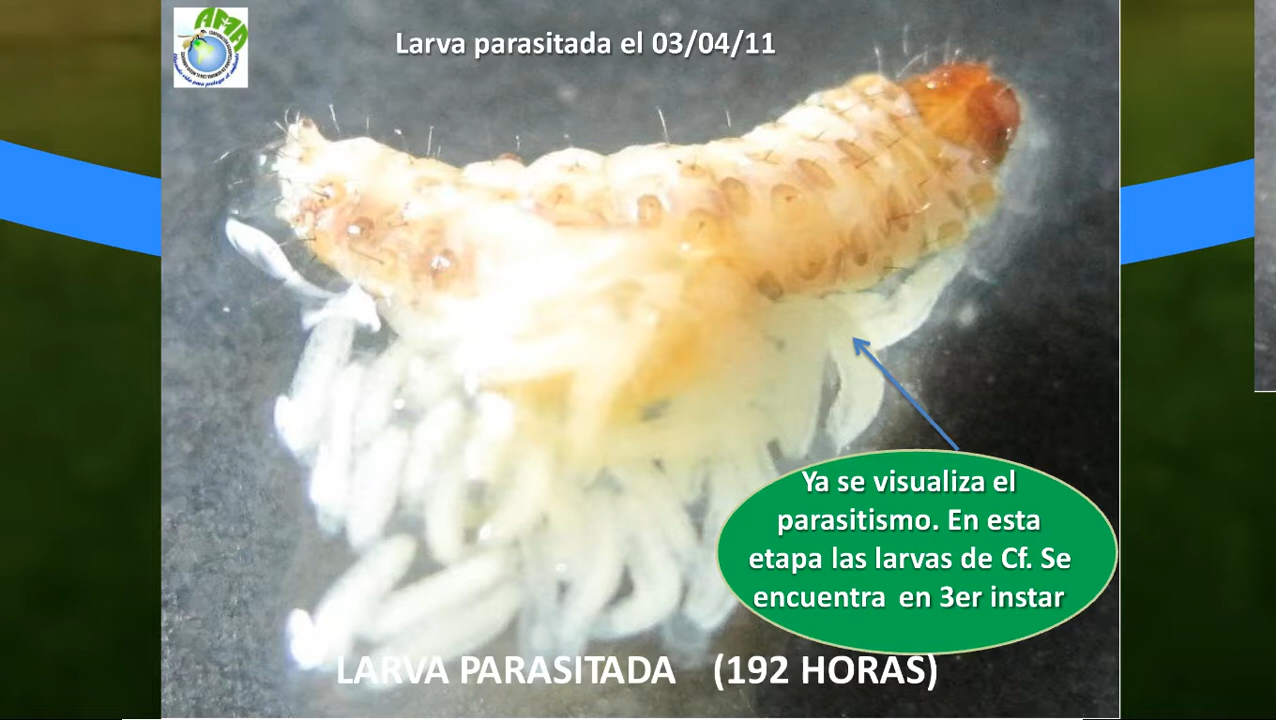 AMA
Larva parasitada el 03/04/11
Ya se visualiza el
parasitismo. En esta
etapa las larvas de Cf. Se
encuentra en 3er instar
LARVA PARASITADA (192 HORAS)